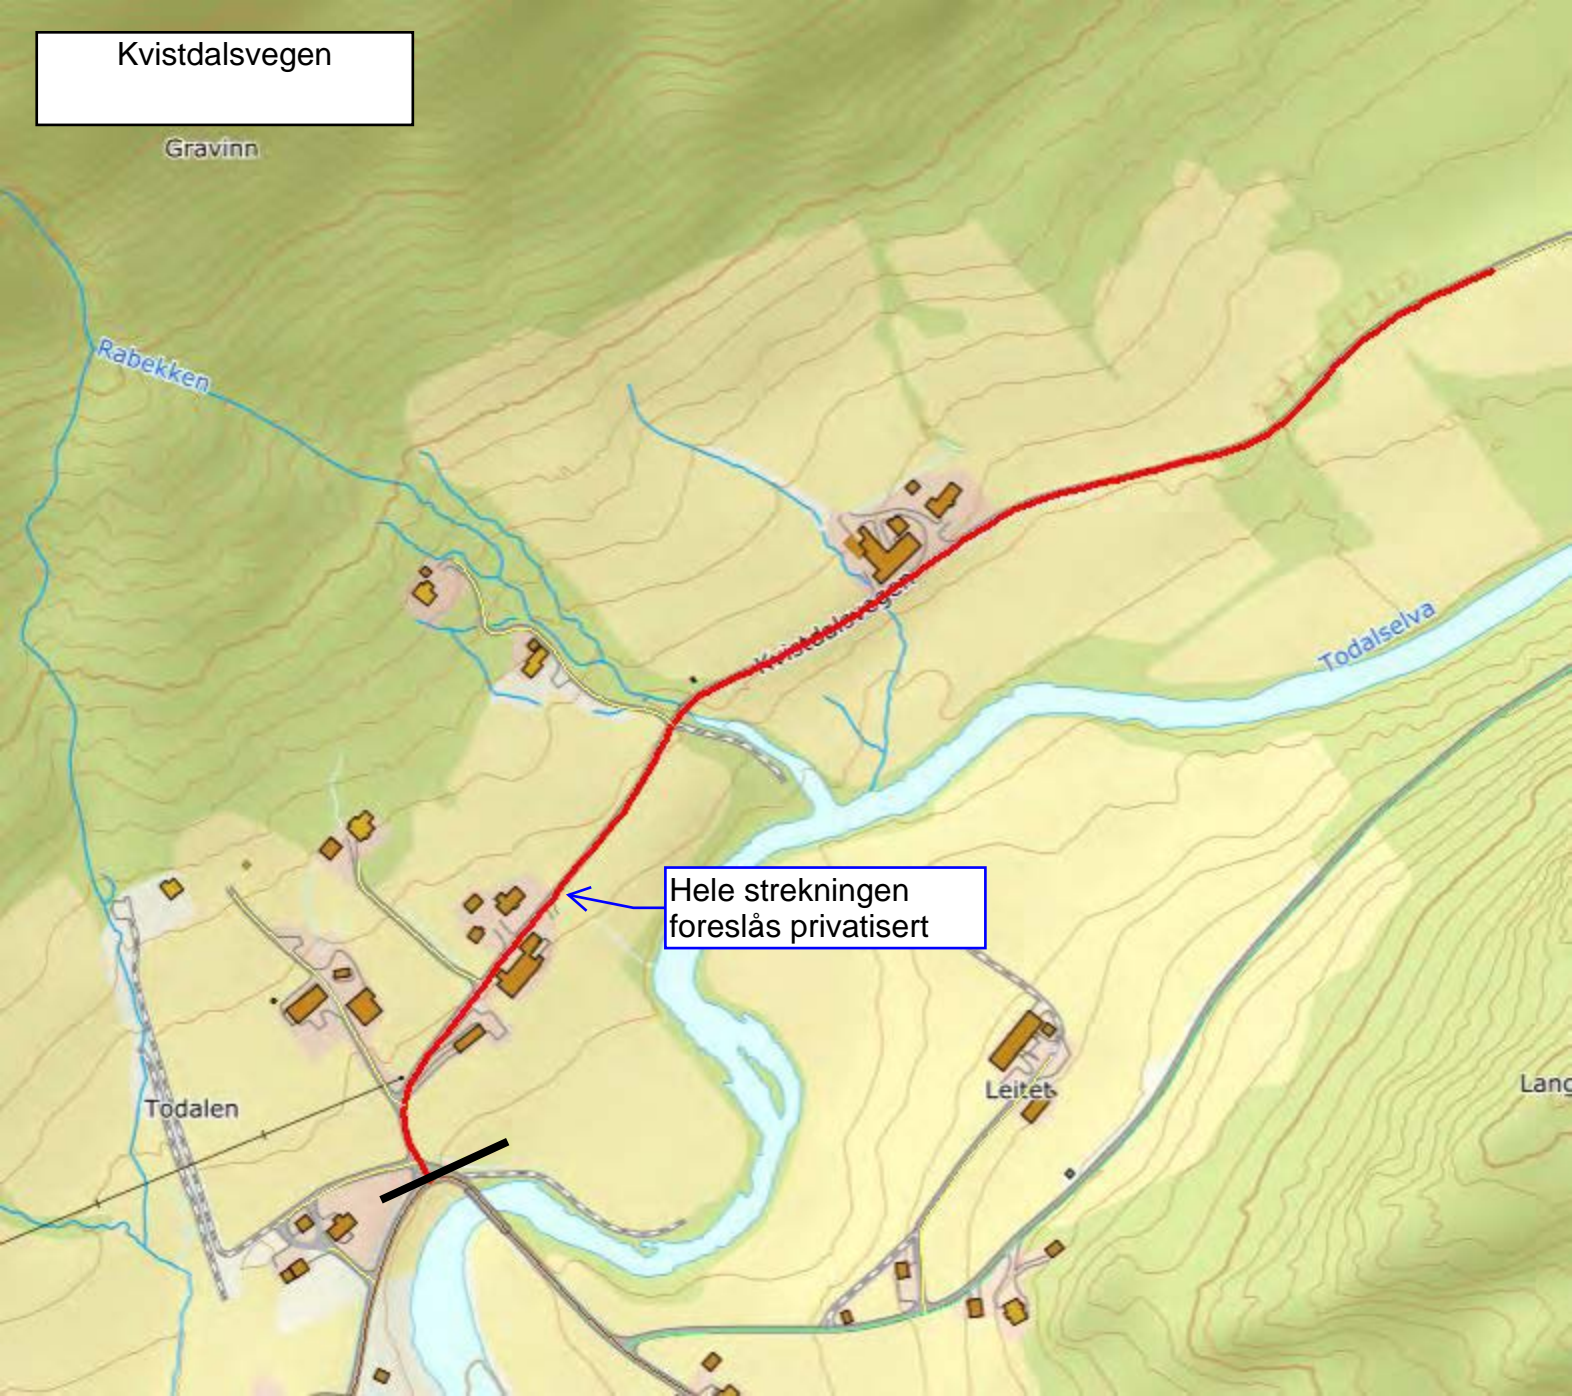 Kvistdalsvegen
Gravinn
Rabekken
Kvistdalsvegen
Todalselva
Hele strekningen
foreslås privatisert
Leitet
Lang
Todalen